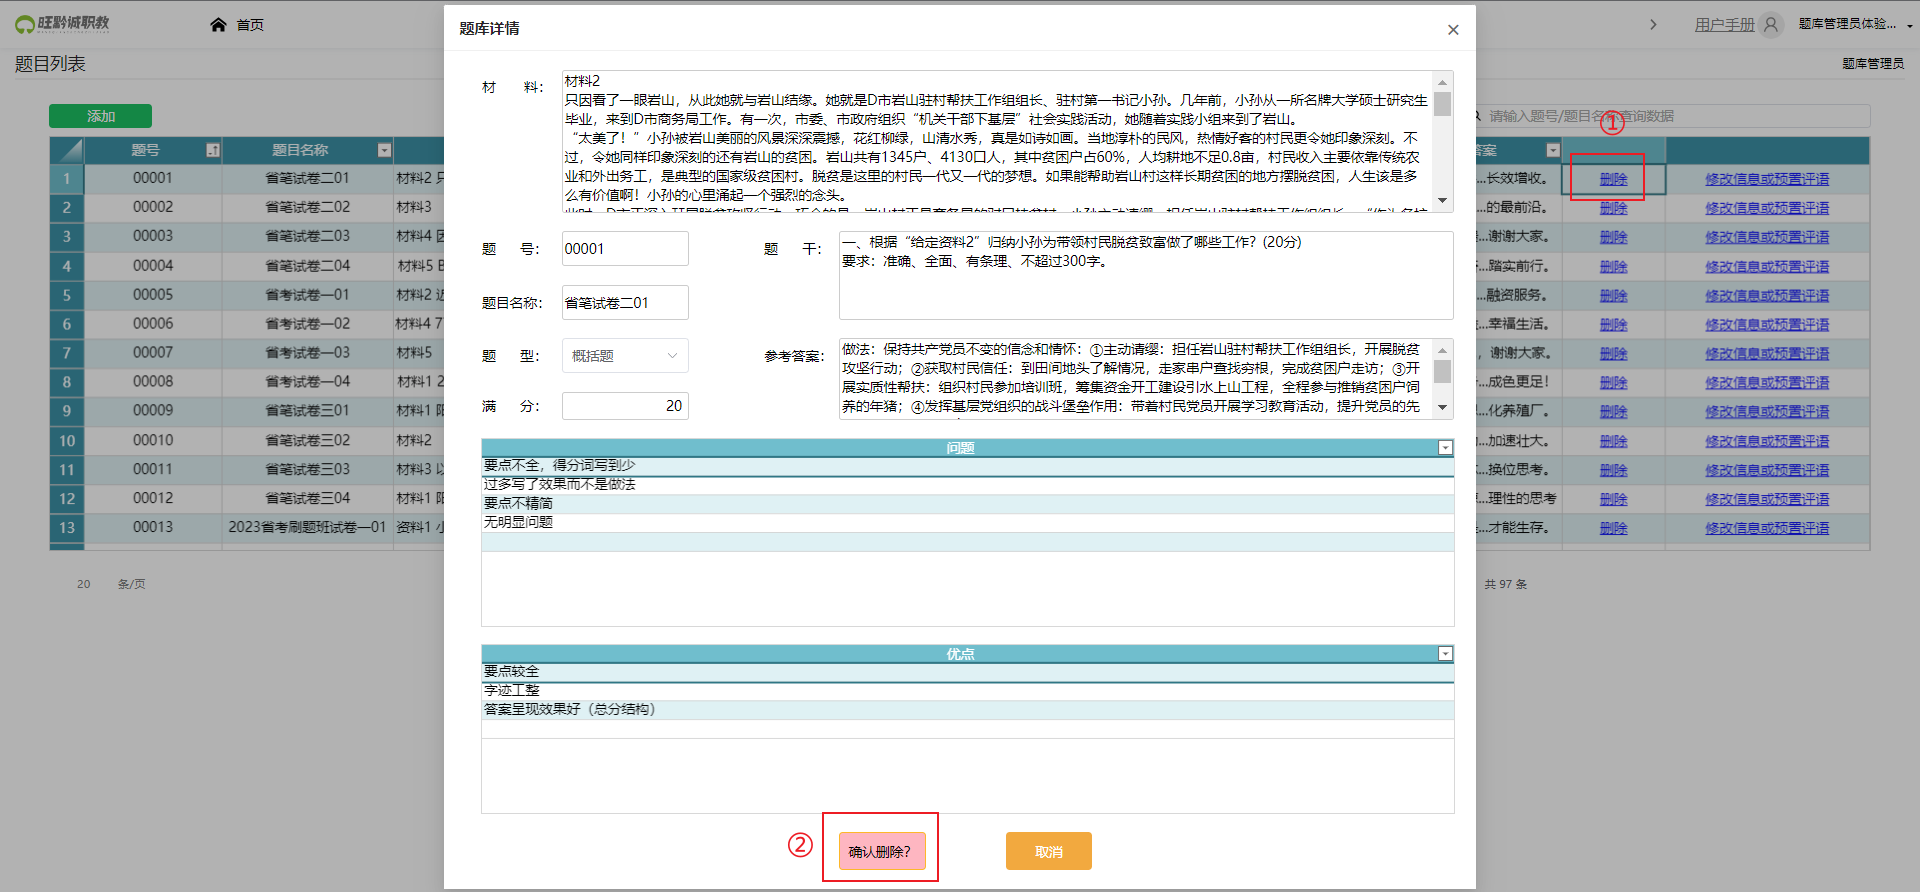 旺黔诚职教
首页
用户手册
题库管理员体验...
题目列表
题库管理员
添加
请输入题号/题目名称查询数据
①
题号
题目名称
答案
1 00001 省笔试卷二01 材料2 只
...长效增收。 删除 修改信息或预置评语
2 00002 省笔试卷二02 材料3
...的最前沿。 删除 修改信息或预置评语
3 00003 省笔试卷二03 材料4 因
...谢谢大家。 删除 修改信息或预置评语
4 00004 省笔试卷二04 材料5
...踏实前行。 删除 修改信息或预置评语
5 00005 省考试卷一01 材料2 近
...融资服务。 删除 修改信息或预置评语
6 00006 省考试卷一02 材料4 7
...幸福生活。 删除 修改信息或预置评语
7 00007 省考试卷一03 材料5
，谢谢大家。 删除 修改信息或预置评语
8 00008 省考试卷一04 材料1 2
...成色更足！ 删除 修改信息或预置评语
9 00009 省笔试卷三01 材料1 阳
...化养殖厂。 删除 修改信息或预置评语
10 00010 省笔试卷三02 材料2
...加速壮大。 删除 修改信息或预置评语
11 00011 省笔试卷三03 材料3 以
...换位思考。 删除 修改信息或预置评语
12 00012 省笔试卷三04 材料1 阳
...理性的思考 删除 修改信息或预置评语
13 00013 2023省考刷题班试卷一01 资料1 小
...才能生存。 删除 修改信息或预置评语
20 条/页
共 97 条
题库详情
材 料：
材料2
只因看了一眼岩山，从此她就与岩山结缘。她就是D市岩山驻村帮扶工作组组长、驻村第一书记小孙。几年前，小孙从一所名牌大学硕士研究生
毕业，来到D市商务局工作。有一次，市委、市政府组织“机关干部下基层”社会实践活动，她随着实践小组来到了岩山。
“太美了！”小孙被岩山美丽的风景深深震撼，花红柳绿，山清水秀，真是如诗如画。当地淳朴的民风，热情好客的村民更令她印象深刻。不
过，令她同样印象深刻的还有岩山的贫困。岩山共有1345户、4130口人，其中贫困户占60%，人均耕地不足0.8亩，村民收入主要依靠传统农
业和外出务工，是典型的国家级贫困村。脱贫是这里的村民一代又一代的梦想。如果能帮助岩山村这样长期贫困的地方摆脱贫困，人生该是多
么有价值啊！小孙的心里涌起一个强烈的念头。
题 号： 00001
题 干：
一、根据“给定资料2”归纳小孙为带领村民脱贫致富做了哪些工作？(20分)
要求：准确、全面、有条理、不超过300字。
题目名称： 省笔试卷二01
题 型： 概括题
参考答案：
做法：保持共产党员不变的信念和情怀：①主动请缨：担任岩山驻村帮扶工作组组长，开展脱贫
攻坚行动；②获取村民信任：到田间地头了解情况，走家串户查找穷根，完成贫困户走访；③开
展实质性帮扶：组织村民参加培训班，筹集资金开工建设引水上山工程，全程参与推销贫困户饲
养的年猪；④发挥基层党组织的战斗堡垒作用：带着村民党员开展学习教育活动，提升党员的先
满 分： 20
问题
要点不全，得分词写到少
过多写了效果而不是做法
要点不精简
无明显问题
优点
要点较全
字迹工整
答案呈现效果好（总分结构）
②
确认删除？
取消